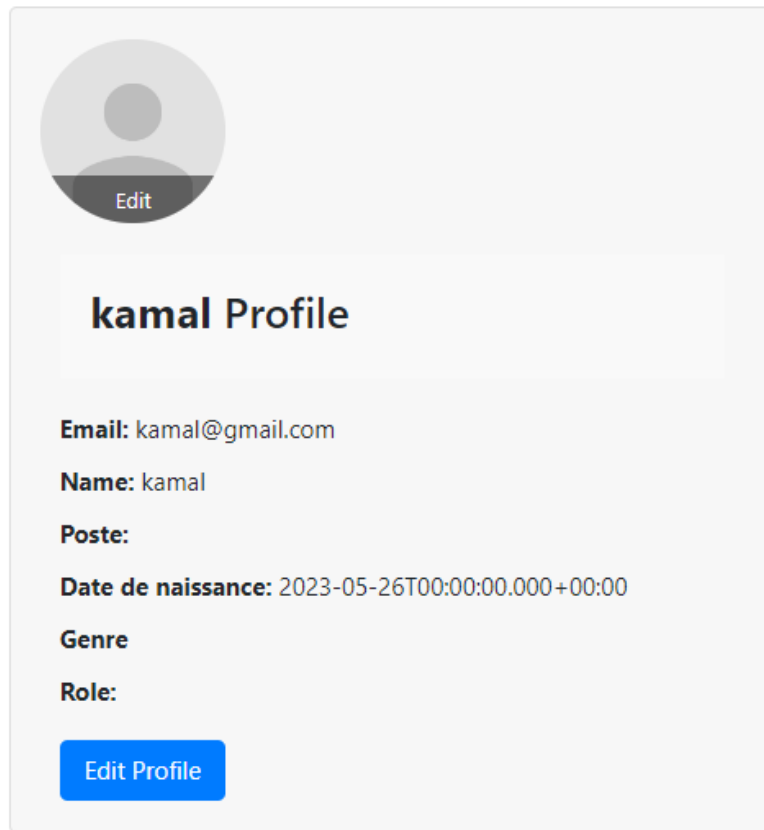 Edit
kamal Profile
Email: kamal@gmail.com
Name: kamal
Poste:
Date de naissance: 2023-05-26T00:00:00.000+00:00
Genre
Role:
Edit Profile